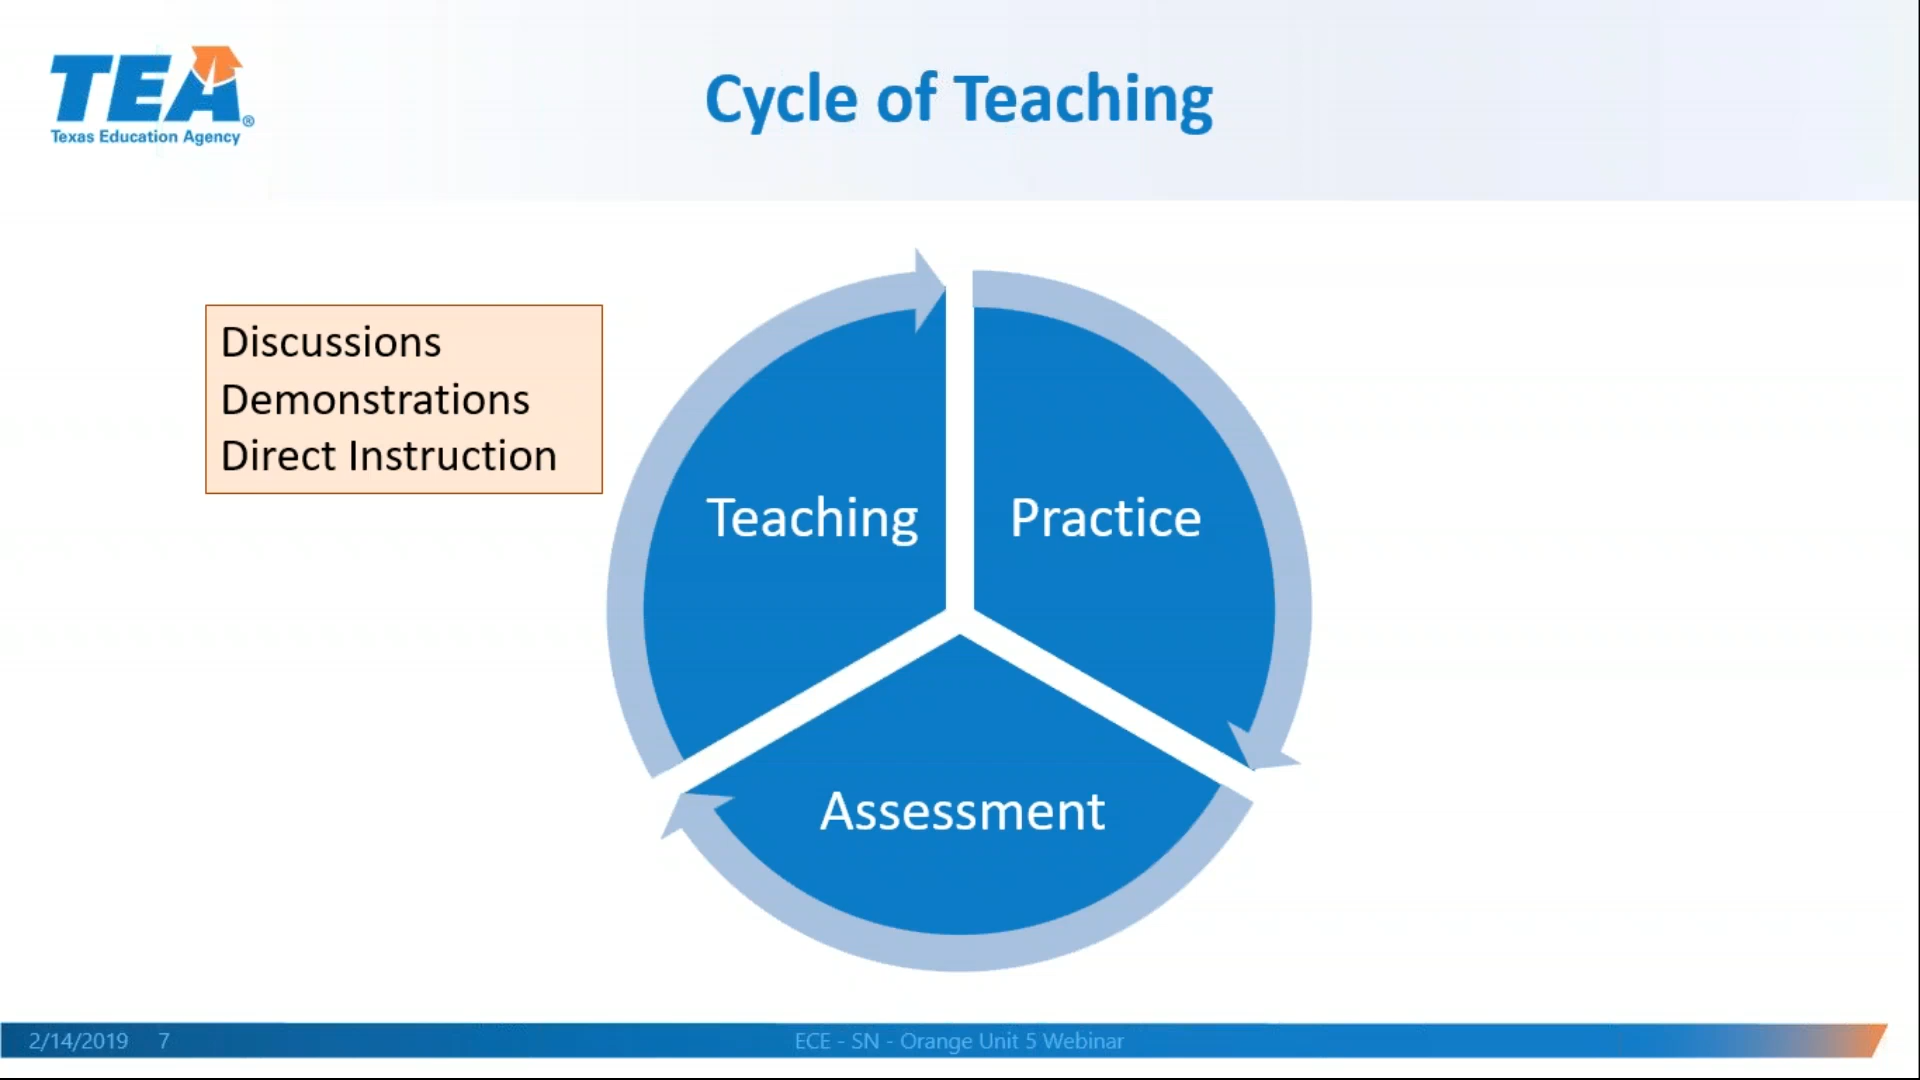 TEA®
Texas Education Agency
Cycle of Teaching
Discussions
Demonstrations
Direct Instruction
Teaching
Practice
Assessment
2/14/2019 7
ECE - SN - Orange Unit 5 Webinar